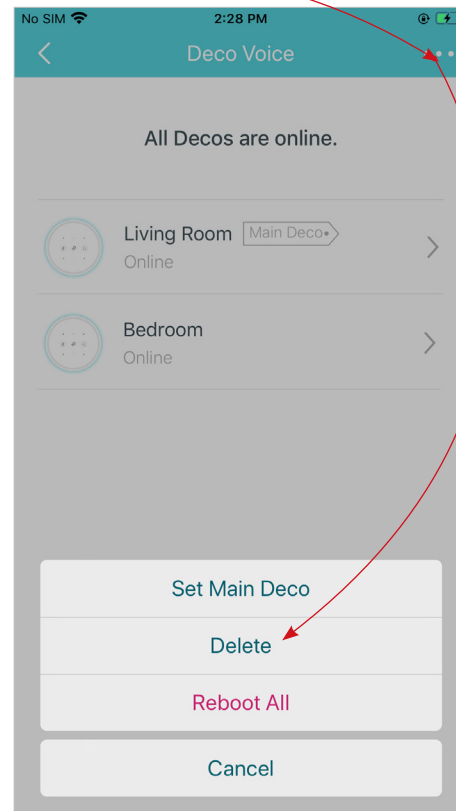 No SIM 2:28 PM
Deco Voice
All Decos are online.
Living Room Main Deco
Online
Bedroom
Online
Set Main Deco
Delete
Reboot All
Cancel